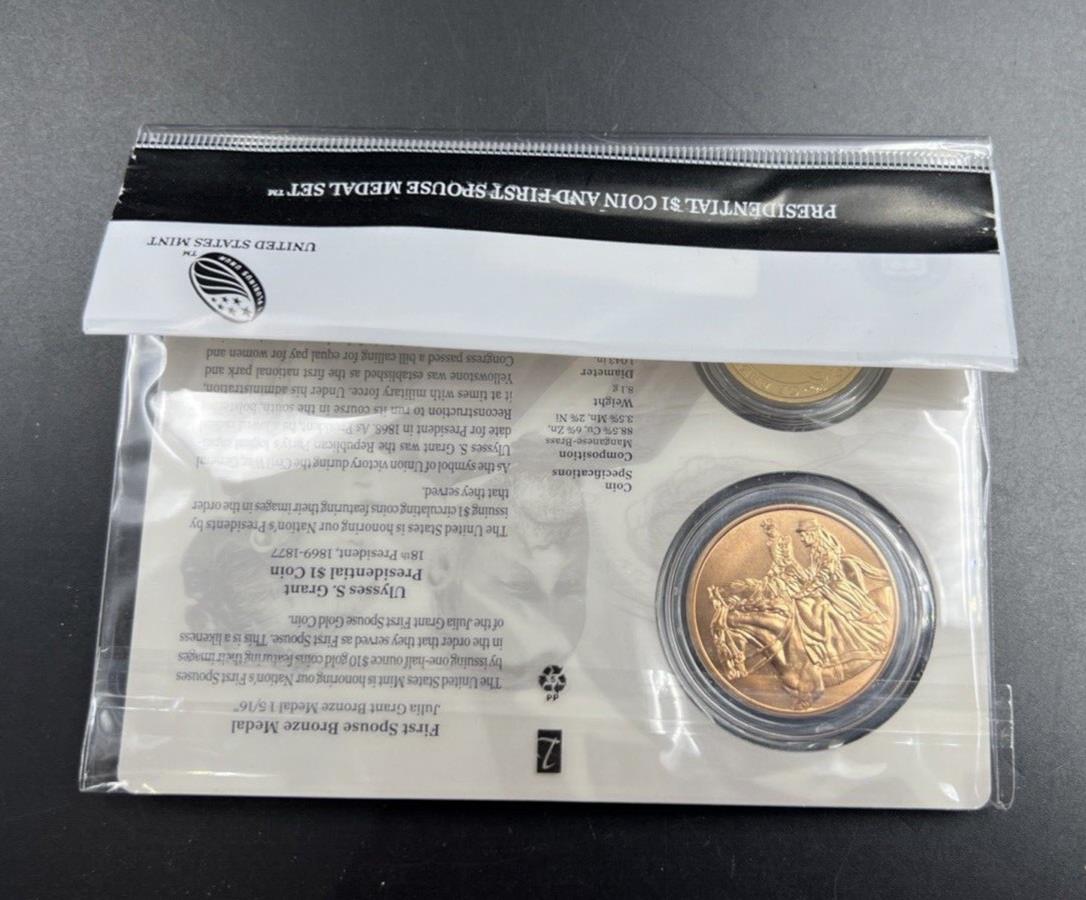 First Spouse Bronze Medal
Julia Grant Bronze Medal 1 5/16"
The United States Mint is honoring our Nation's First Spouses
by issuing one-half ounce $10 gold coins featuring their images
in the order that they served as First Spouse. This is a likeness
of the Julia Grant First Spouse Gold Coin.
Ulysses S. Grant
Presidential $1 Coin
18th President, 1869-1877
The United States is honoring our Nation's Presidents by
issuing $1 circulating coins featuring their images in the order
that they served.
As the symbol of Union victory during the Civil War, General
Ulysses S. Grant was the Republican Party's logical
date for President in 1868. As President, he
Reconstruction to run its course in the south,
it at times with military force. Under his administration,
Yellowstone was established as the first national park and
Congress passed a bill calling for equal pay for women and
5
PP
Coin
Specifications
Composition
Manganese-Brass
88.5% Cu, 6% Zn,
3.5% Mn, 2% Ni
Weight
8.1 g
Diameter
1.043 in.
PLURIBUS UNUM
UNITED STATES MINT
PRESIDENTIAL $1 COIN AND FIRST SPOUSE MEDAL SET™